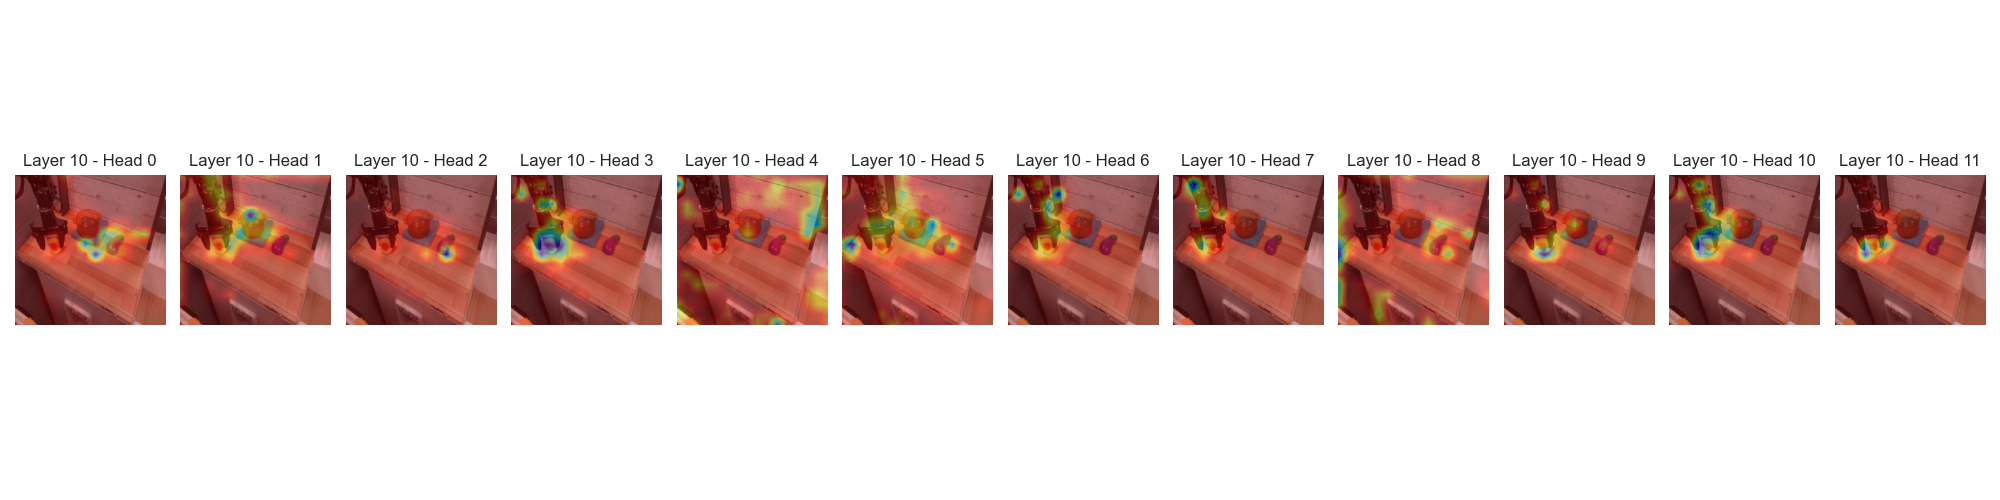 Layer 10 - Head 0
Layer 10 - Head 1
Layer 10 - Head 2
Layer 10 - Head 3
Layer 10 - Head 4
Layer 10 - Head 5
Layer 10 - Head 6
Layer 10 - Head 7
Layer 10 - Head 8
Layer 10 - Head 9
Layer 10 - Head 10
Layer 10 - Head 11